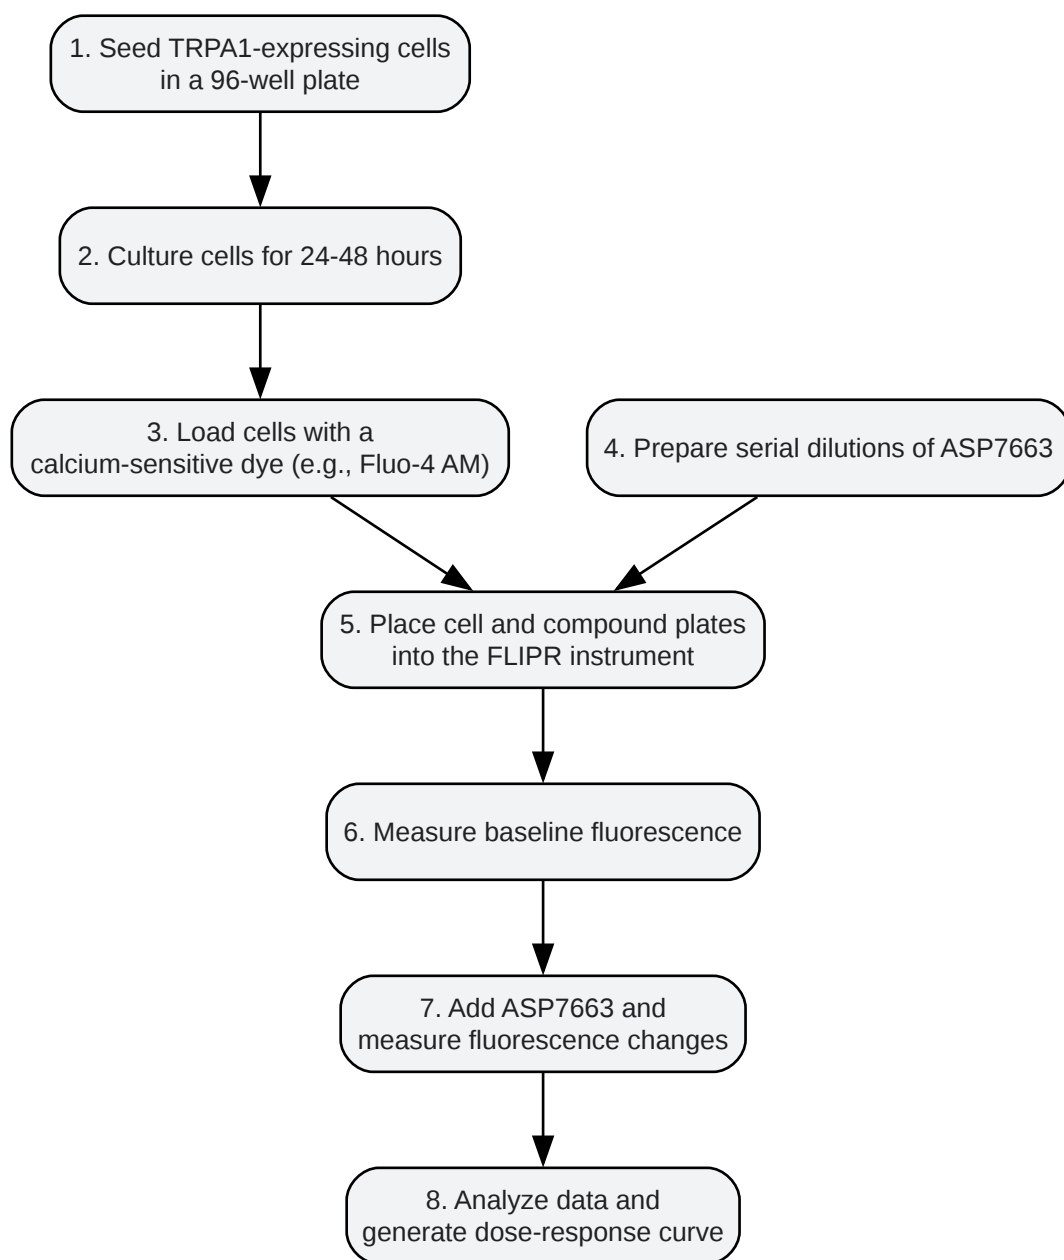 1. Seed TRPA1-expressing cells
in a 96-well plate
2. Culture cells for 24-48 hours
3. Load cells with a
calcium-sensitive dye (e.g., Fluo-4 AM)
4. Prepare serial dilutions of ASP7663
5. Place cell and compound plates
into the FLIPR instrument
6. Measure baseline fluorescence
7. Add ASP7663 and
measure fluorescence changes
8. Analyze data and
generate dose-response curve